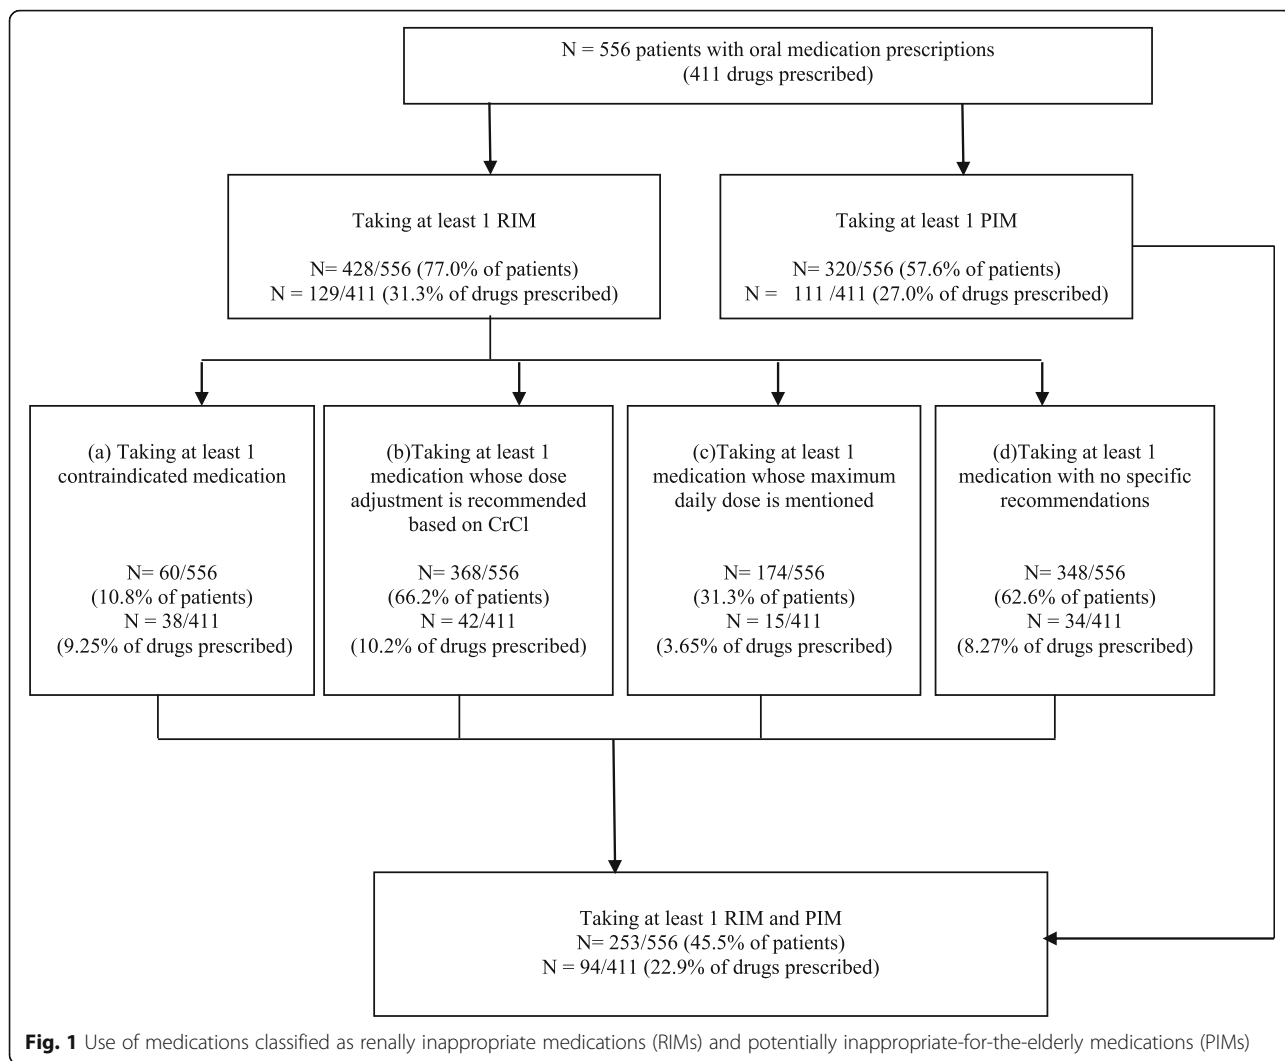 N = 556 patients with oral medication prescriptions
(411 drugs prescribed)
Taking at least 1 RIM
N= 428/556 (77.0% of patients)
N = 129/411 (31.3% of drugs prescribed)
Taking at least 1 PIM
N= 320/556 (57.6% of patients)
N =   111 /411 (27.0% of drugs prescribed)
(a) Taking at least 1
contraindicated medication
N= 60/556
(10.8% of patients)
N = 38/411
(9.25% of drugs prescribed)
(b)Taking at least 1
medication whose dose
adjustment is recommended
based on CrCl
N = 368/556
(66.2% of patients)
N = 42/411
(10.2% of drugs prescribed)
(c)Taking at least 1
medication whose maximum
daily dose is mentioned
N = 174/556
(31.3% of patients)
N = 15/411
(3.65% of drugs prescribed)
(d)Taking at least 1
medication with no specific
recommendations
N= 348/556
(62.6% of patients)
N = 34/411
(8.27% of drugs prescribed)
Taking at least 1 RIM and PIM
N= 253/556 (45.5% of patients)
N = 94/411 (22.9% of drugs prescribed)
Fig. 1 Use of medications classified as renally inappropriate medications (RIMs) and potentially inappropriate-for-the-elderly medications (PIMs)